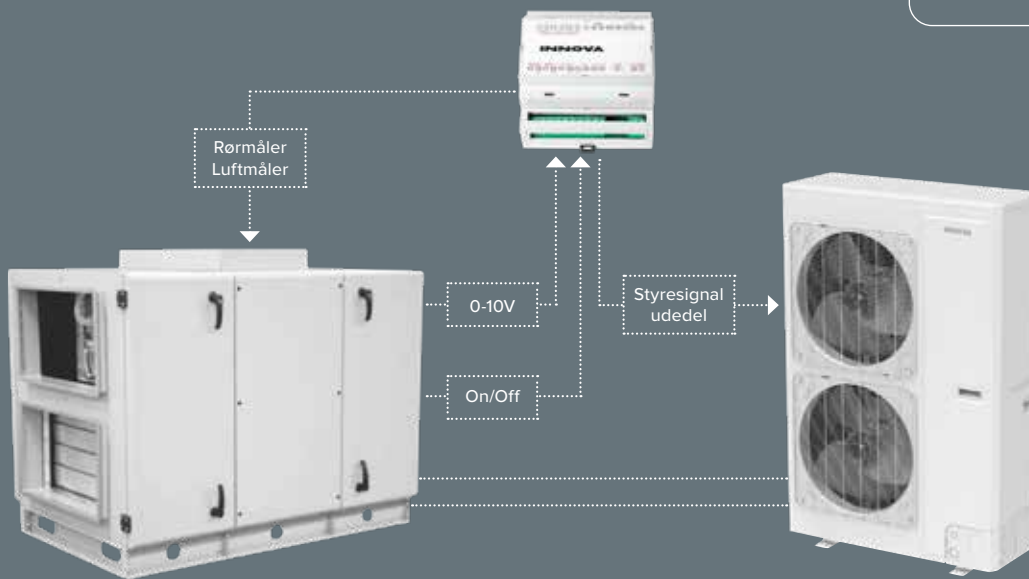 INNOVA
Rørmåler
Luftmåler
0-10V
Styresignal
udedel
On/Off